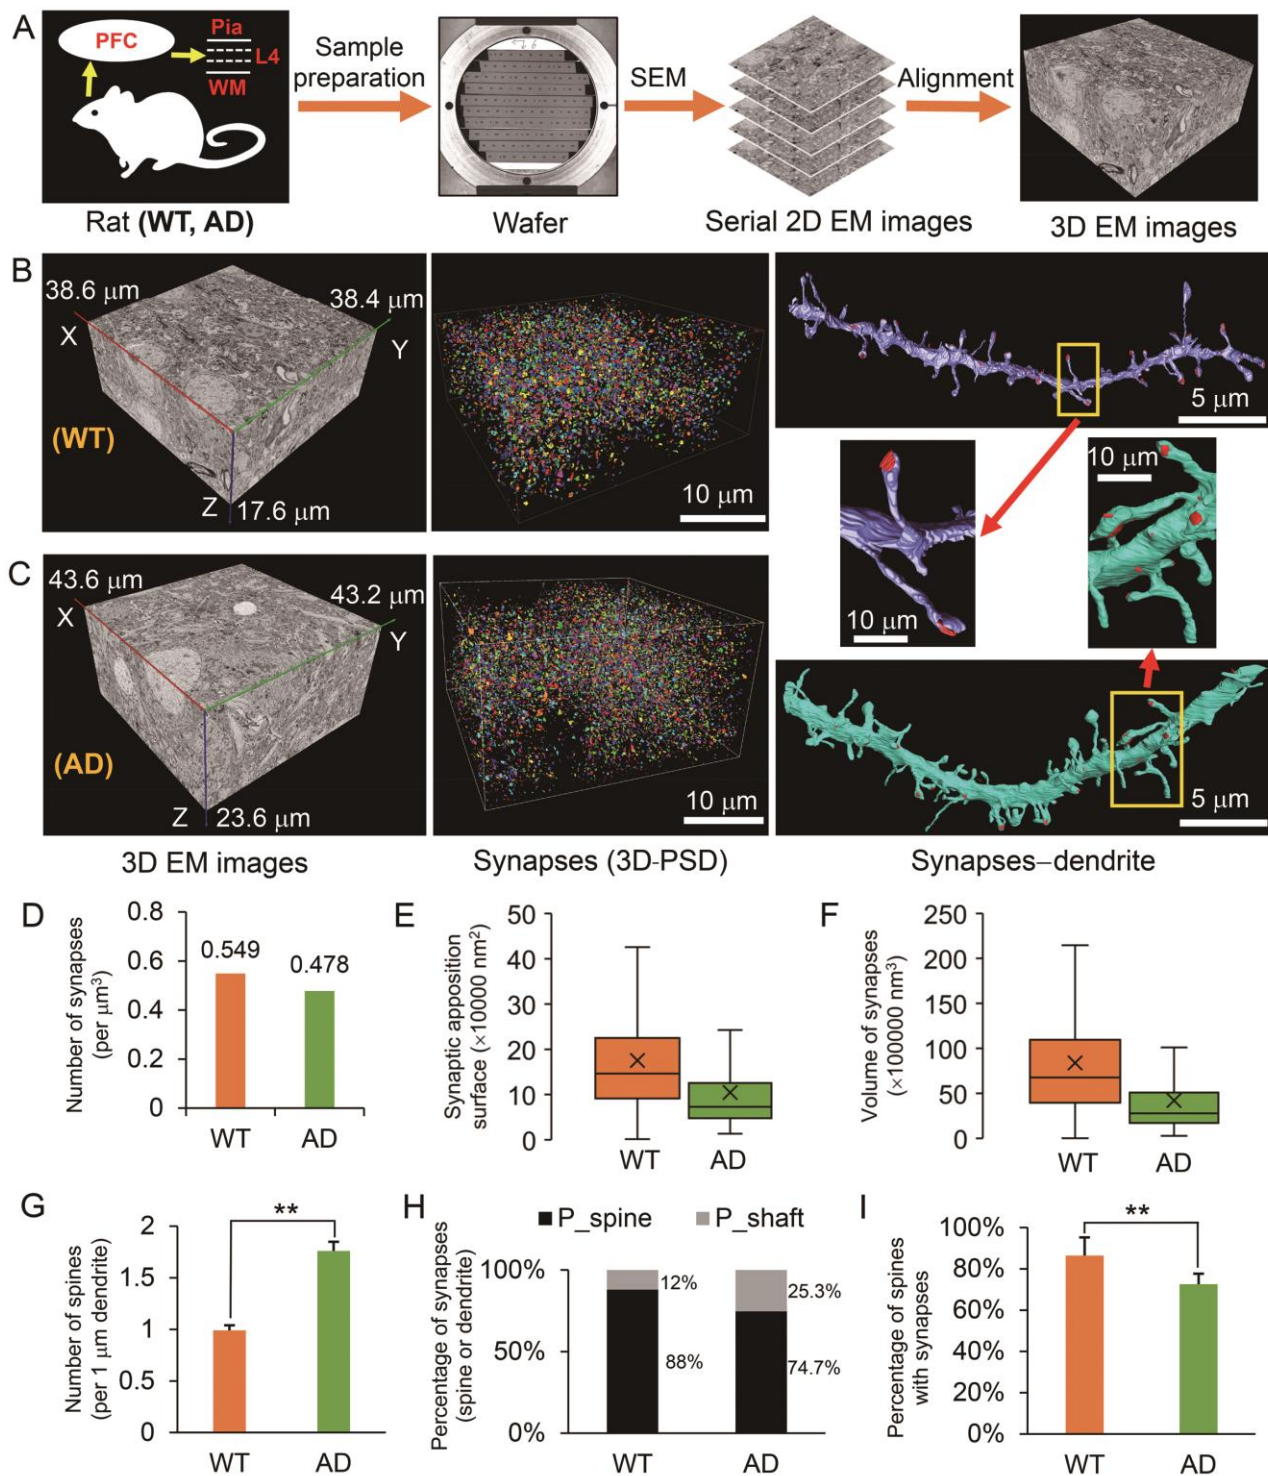 A
PFC
Pia
L4
WM
Rat (WT, AD)
Sample
preparation
Wafer
SEM
Serial 2D EM images
Alignment
3D EM images
B
38.6 μm
38.4 μm
X
Y
(WT)
Z
17.6 μm
10 μm
5 μm
10 μm
10 μm
C
43.6 μm
43.2 μm
X
Y
(AD)
Z
23.6 μm
10 μm
5 μm
3D EM images
Synapses (3D-PSD)
Synapses–dendrite
D
Number of synapses
(per μm³)
0.8
0.6
0.4
0.2
0
0.549
0.478
WT
AD
E
Synaptic apposition
surface (×10000 nm²)
50
40
30
20
10
0
WT
AD
F
Volume of synapses
(×100000 nm³)
250
200
150
100
50
0
WT
AD
G
Number of spines
(per 1 μm dendrite)
2
1.5
1
0.5
0
**
WT
AD
H
P_spine
P_shaft
Percentage of synapses
(spine or dendrite)
100%
50%
0%
12%
88%
25.3%
74.7%
WT
AD
I
Percentage of spines
with synapses
100%
80%
60%
40%
20%
0%
**
WT
AD